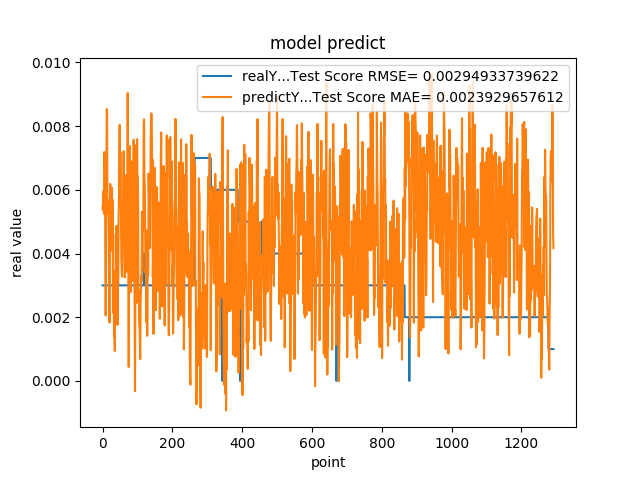 model predict
realY...Test Score RMSE= 0.00294933739622
predictY...Test Score MAE= 0.0023929657612
real value
0.010
0.008
0.006
0.004
0.002
0.000
0 200 400 600 800 1000 1200
point